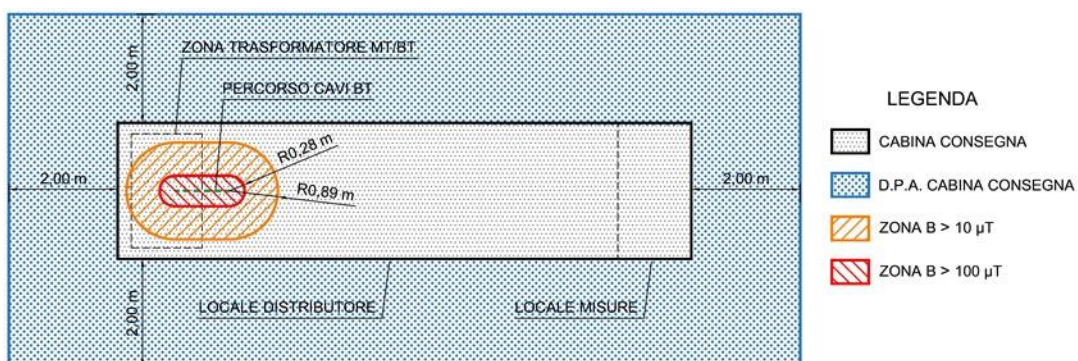 2,00 m
ZONA TRASFORMATORE MT/BT
PERCORSO CAVI BT
R0,28 m
R0,89 m
2,00 m
2,00 m
LOCALE DISTRIBUTORE
LOCALE MISURE
2,00 m
LEGENDA
CABINA CONSEGNA
D.P.A. CABINA CONSEGNA
ZONA B > 10 µT
ZONA B > 100 µT